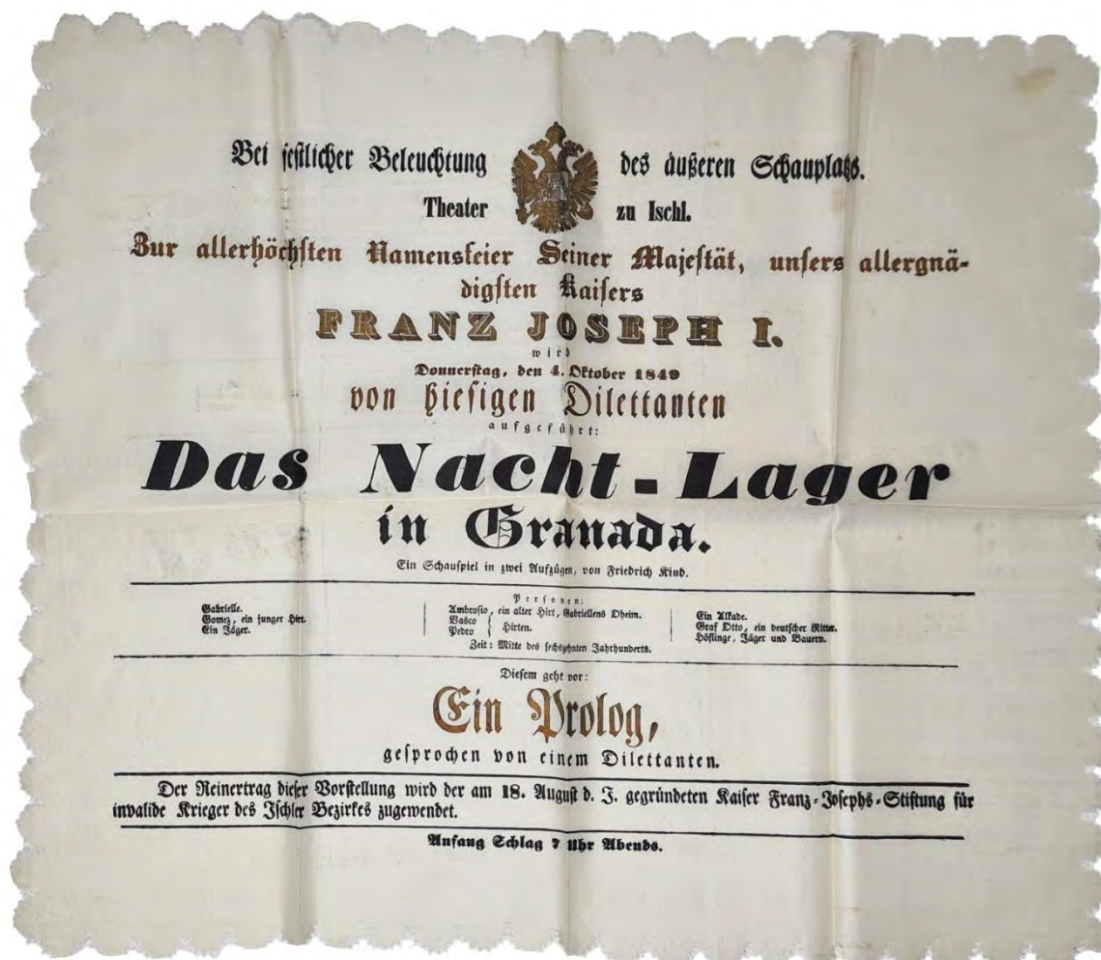 Bei festlicher Beleuchtung des äußeren Schauplatzs.
Theater zu Ischl.
Zur allerhöchsten Namensfeier Seiner Majestät, unsers allergnä-
digsten Kaisers
FRANZ JOSEPH I.
wird
Donnerstag, den 4. Oktober 1849
von hiesigen Dilettanten
aufgeführt:
Das Nacht-Lager
in Granada.
Ein Schauspiel in zwei Aufzügen, von Friedrich Kind.
Personen:
Gabrielle.
Gomez, ein junger Hirt.
Ein Jäger.
Ambrosio, ein alter Hirt, Gabriellens Oheim.
Vasco
Pedro } Hirten.
Ein Alkade.
Graf Otto, ein deutscher Ritter.
Höflinge, Jäger und Bauern.
Zeit: Mitte des sechszehnten Jahrhunderts.
Diesem geht vor:
Ein Prolog,
gesprochen von einem Dilettanten.
Der Reinertrag dieser Vorstellung wird der am 18. August d. J. gegründeten Kaiser Franz-Josephs-Stiftung für
invalide Krieger des Ischler Bezirkes zugewendet.
Anfang Schlag 7 Uhr Abends.